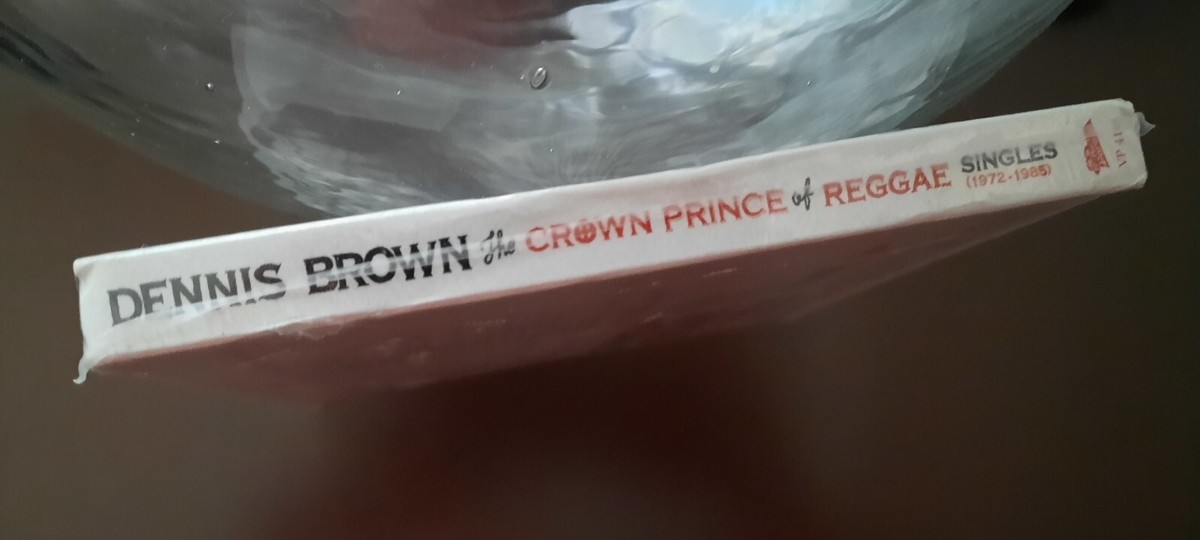 DENNIS BROWN The CROWN PRINCE of REGGAE SINGLES
(1972-1985)